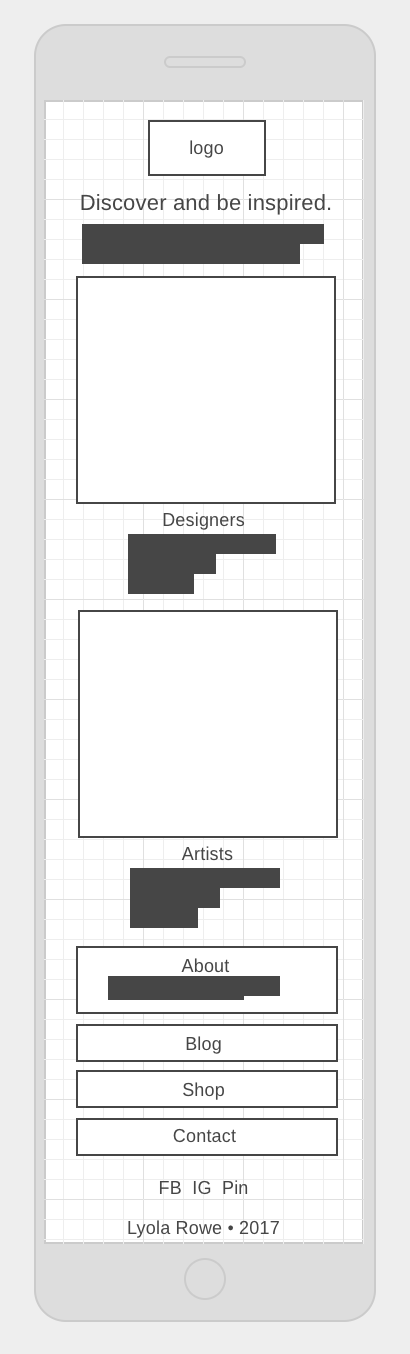 logo
Discover and be inspired.
Designers
Artists
About
Blog
Shop
Contact
FB IG Pin
Lyola Rowe • 2017